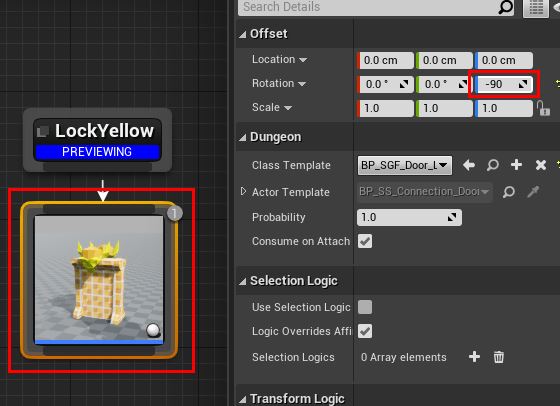 Search Details
Offset
Location 0.0 cm 0.0 cm 0.0 cm
Rotation 0.0 ° 0.0 ° -90
Scale 1.0 1.0 1.0
LockYellow
PREVIEWING
Dungeon
Class Template BP_SGF_Door_L
Actor Template BP_SS_Connection_Door
Probability 1.0
Consume on Attach
1
Selection Logic
Use Selection Logic
Logic Overrides Affi
Selection Logics 0 Array elements
Transform Logic